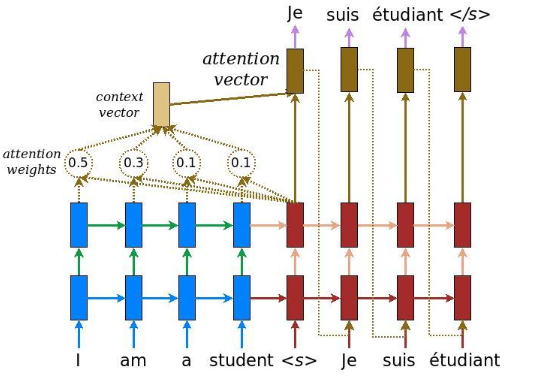 Je suis étudiant </s>
attention
vector
context
vector
attention
weights
0.5 0.3 0.1 0.1
I am a student <s> Je suis étudiant